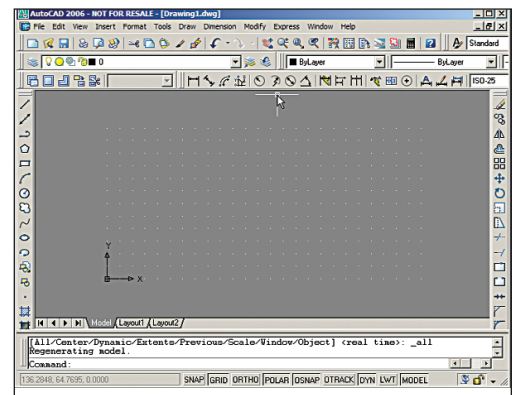 AutoCAD 2006 - NOT FOR RESALE - [Drawing1.dwg]
File Edit View Insert Format Tools Draw Dimension Modify Express Window Help
Standard
0 ByLayer ByLayer
ISO-25
Y
X
Model Layout1 Layout2
[All/Center/Dynamic/Extents/Previous/Scale/Window/Object] <real time>: _all
Regenerating model.
Command:
136.2848, 64.7695, 0.0000 SNAP GRID ORTHO POLAR OSNAP OTRACK DYN LWT MODEL